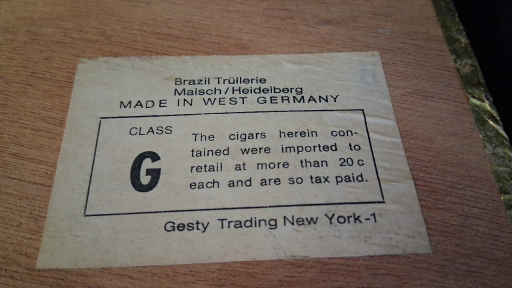 Brazil Trüllerie
Malsch/Heidelberg
MADE IN WEST GERMANY
CLASS
G
The cigars herein con-
tained were imported to
retail at more than 20c
each and are so tax paid.
Gesty Trading New York-1